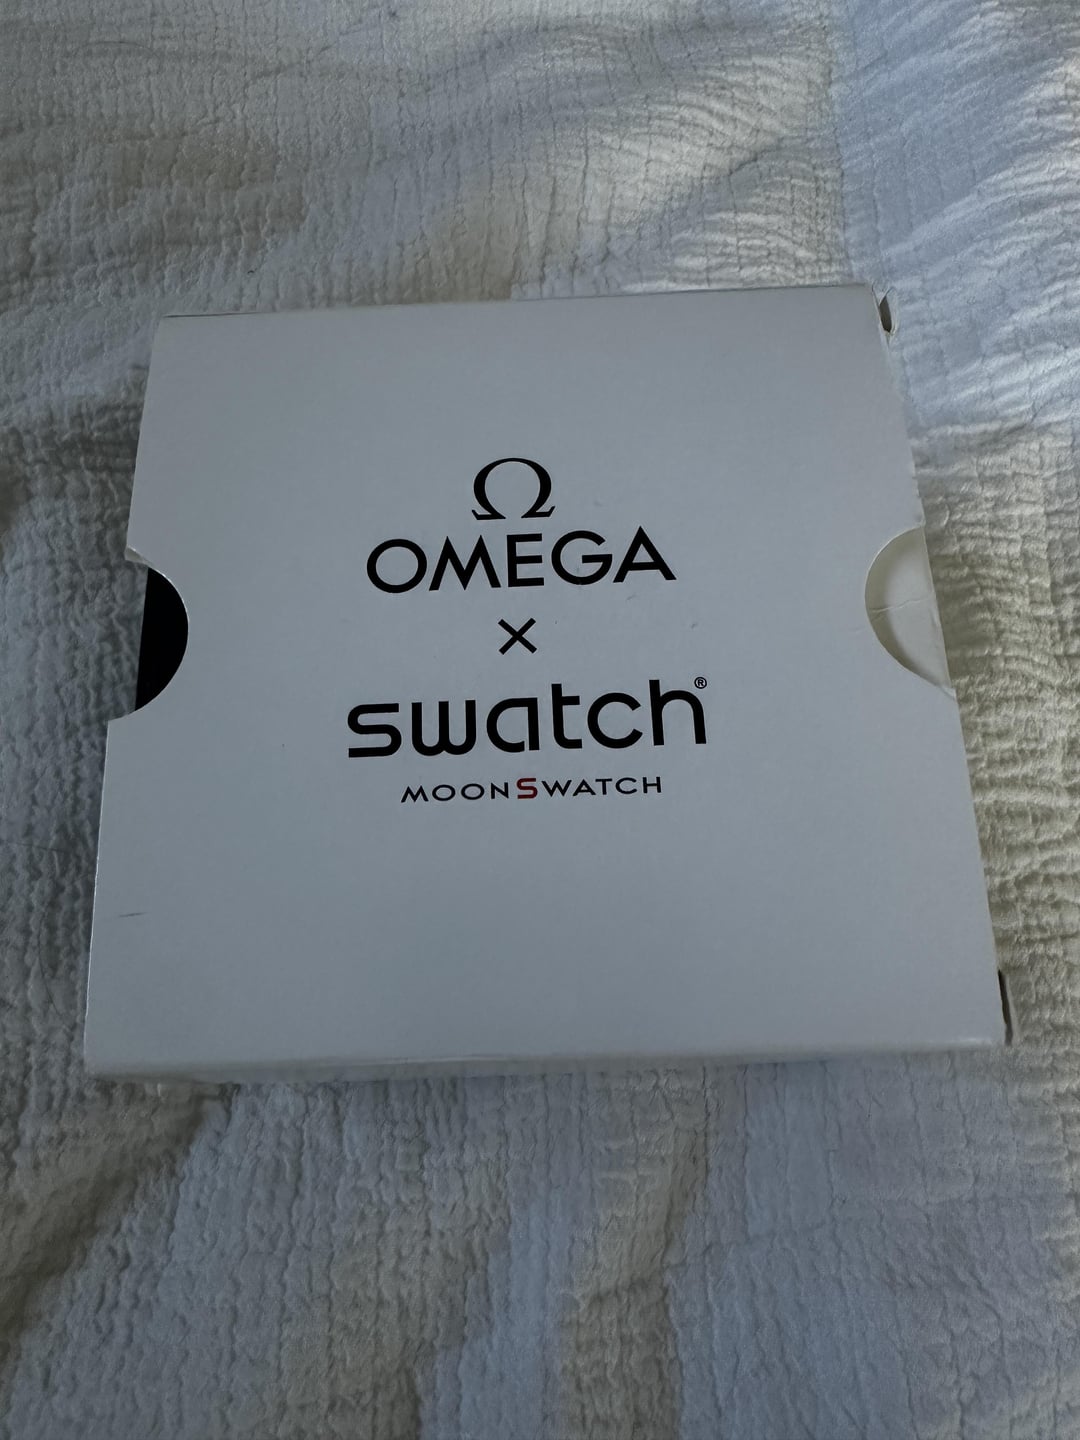 Ω
OMEGA
×
swatch®
MOONSWATCH